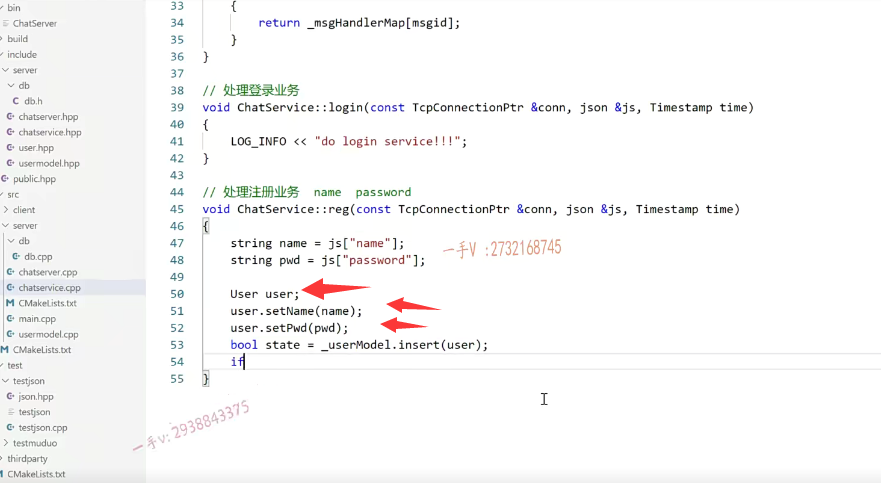 bin
ChatServer
build
include
server
db
db.h
chatserver.hpp
chatservice.hpp
user.hpp
usermodel.hpp
public.hpp
src
client
server
db
db.cpp
chatserver.cpp
chatservice.cpp
CMakeLists.txt
main.cpp
usermodel.cpp
CMakeLists.txt
test
testjson
json.hpp
testjson
testjson.cpp
testmuduo
thirdparty
CMakeLists.txt
33 {
34 return _msgHandlerMap[msgid];
35 }
36 }
37
38 // 处理登录业务
39 void ChatService::login(const TcpConnectionPtr &conn, json &js, Timestamp time)
40 {
41 LOG_INFO << "do login service!!!";
42 }
43
44 // 处理注册业务 name password
45 void ChatService::reg(const TcpConnectionPtr &conn, json &js, Timestamp time)
46 {
47 string name = js["name"];
48 string pwd = js["password"];
49
50 User user;
51 user.setName(name);
52 user.setPwd(pwd);
53 bool state = _userModel.insert(user);
54 if
55 }
一手V :2732168745
一手V: 2938843375